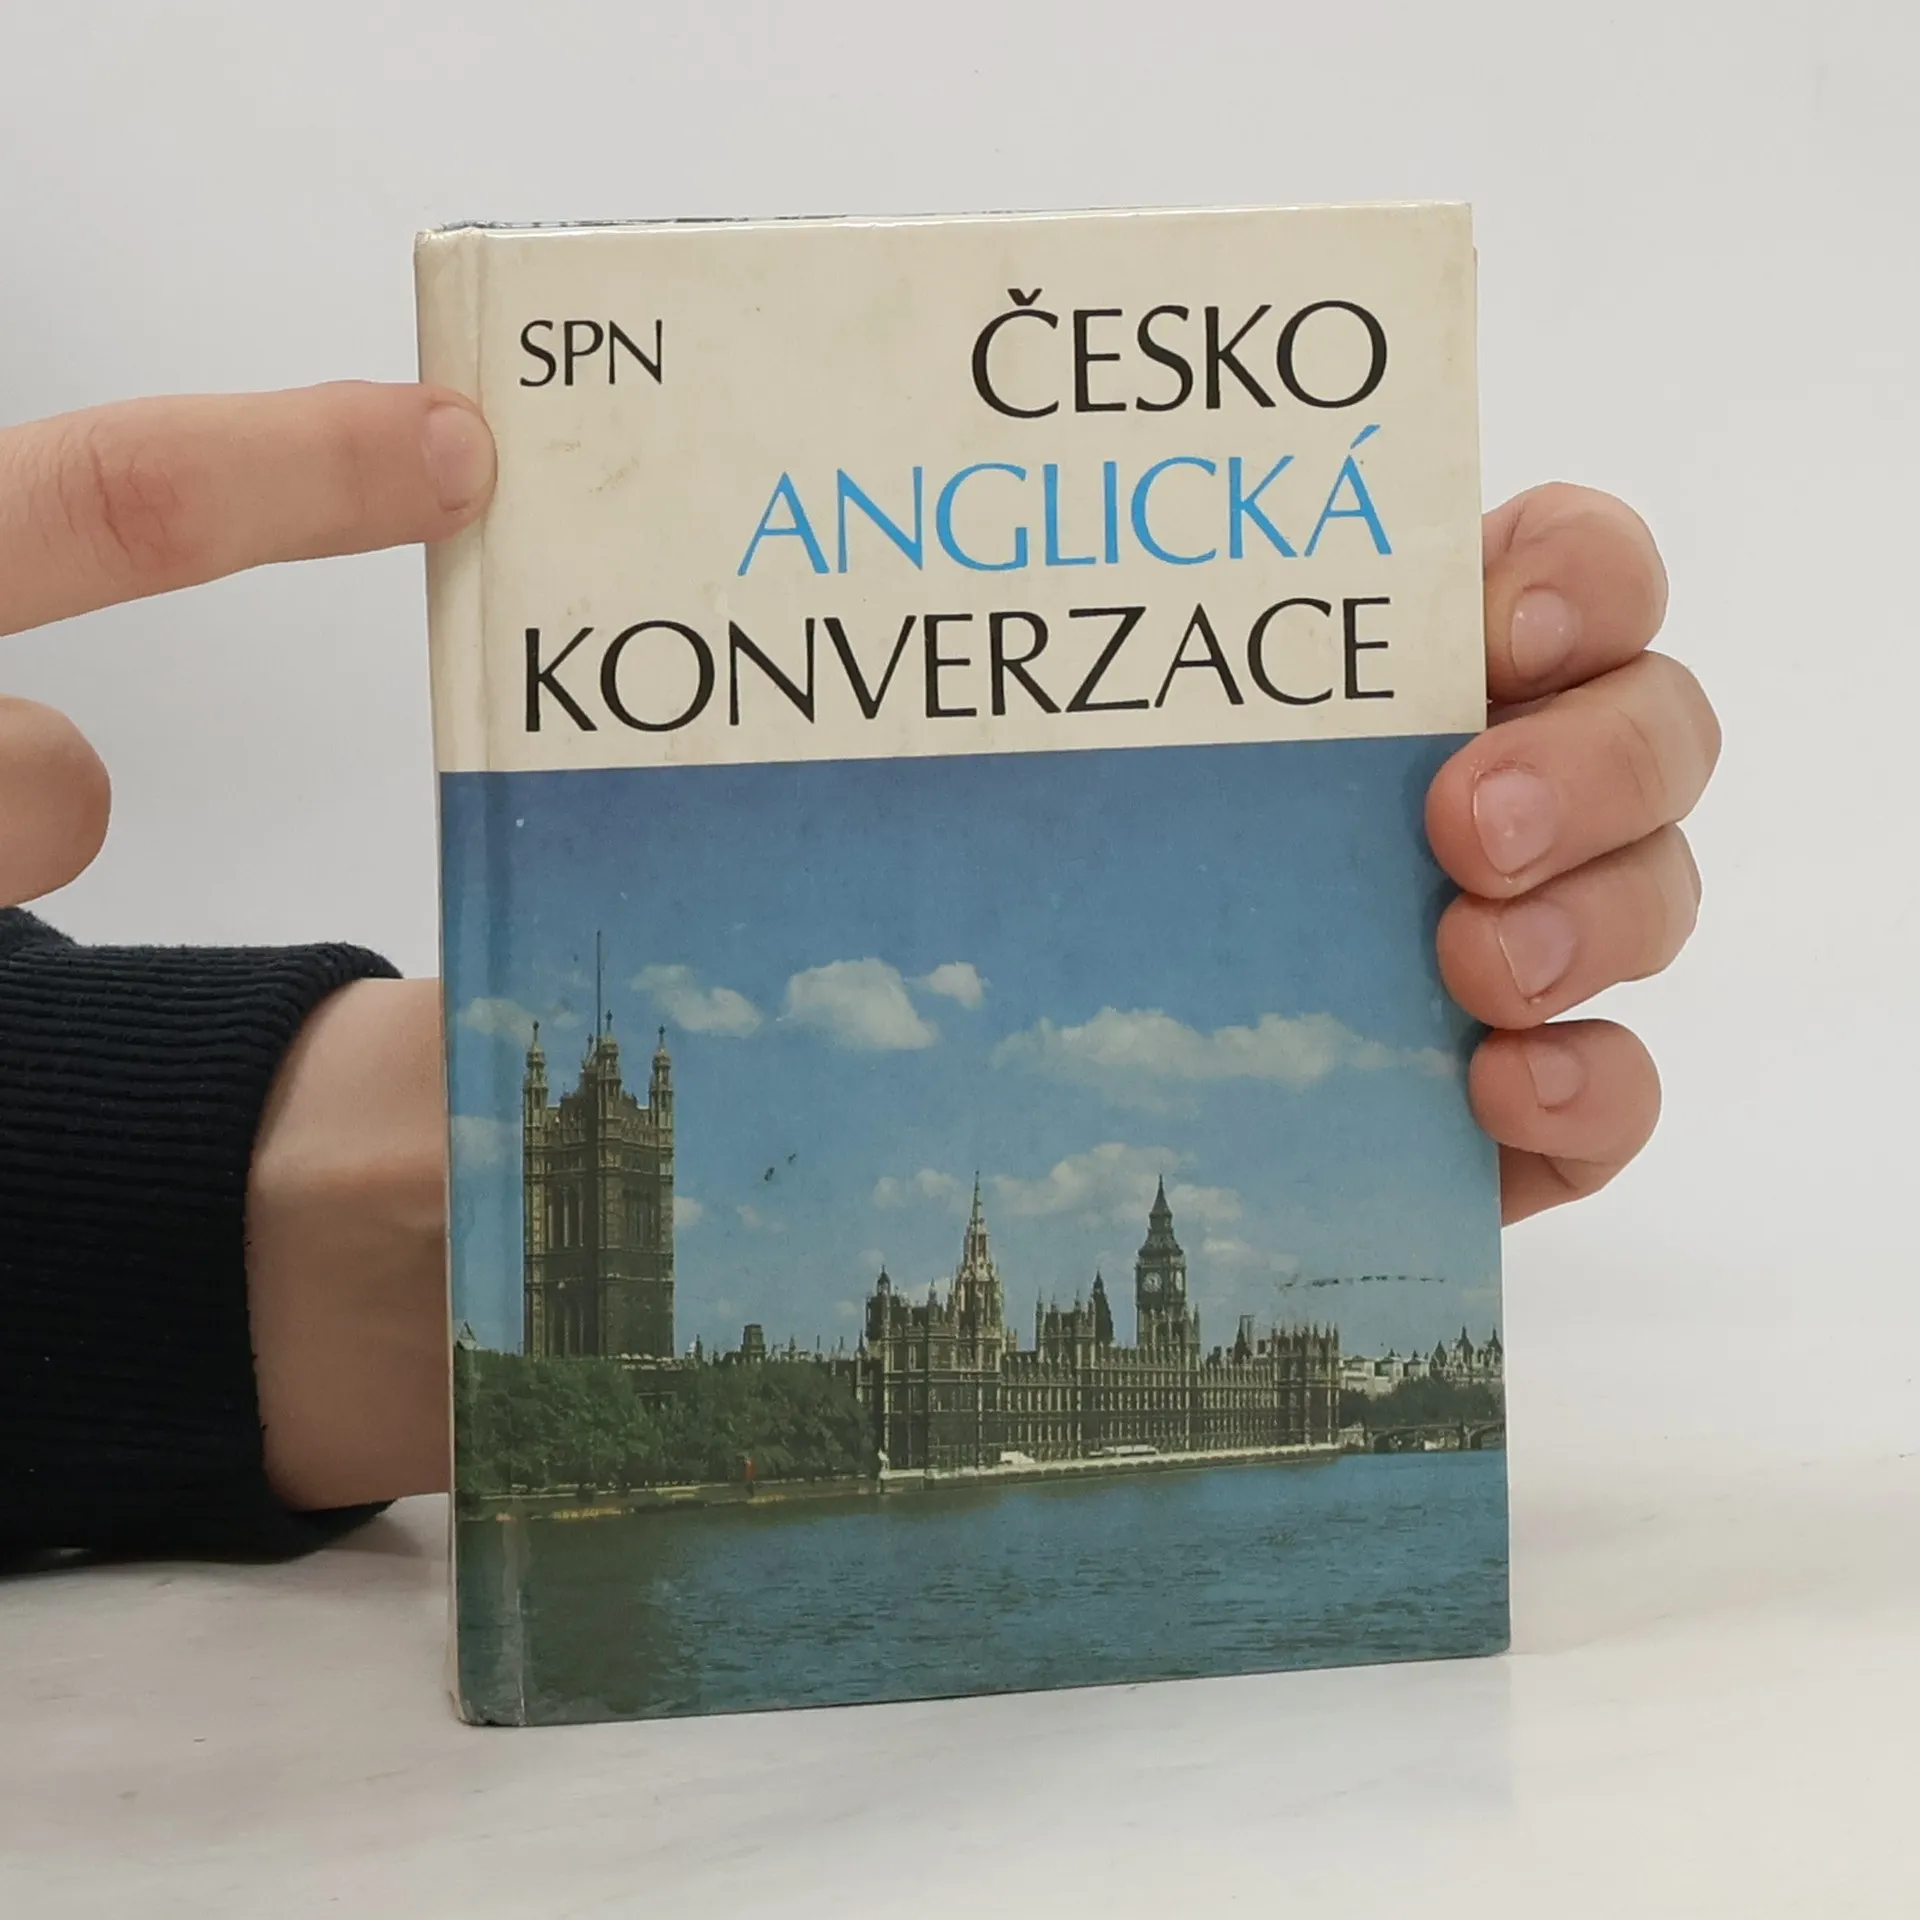 SPN
ČESKO
ANGLICKÁ
KONVERZACE